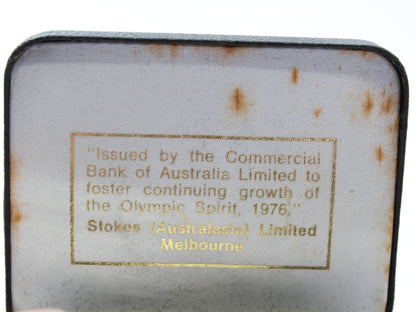 "Issued by the Commercial
Bank of Australia Limited to
foster continuing growth of
the Olympic Spirit, 1976."
Stokes (Australasia) Limited
Melbourne